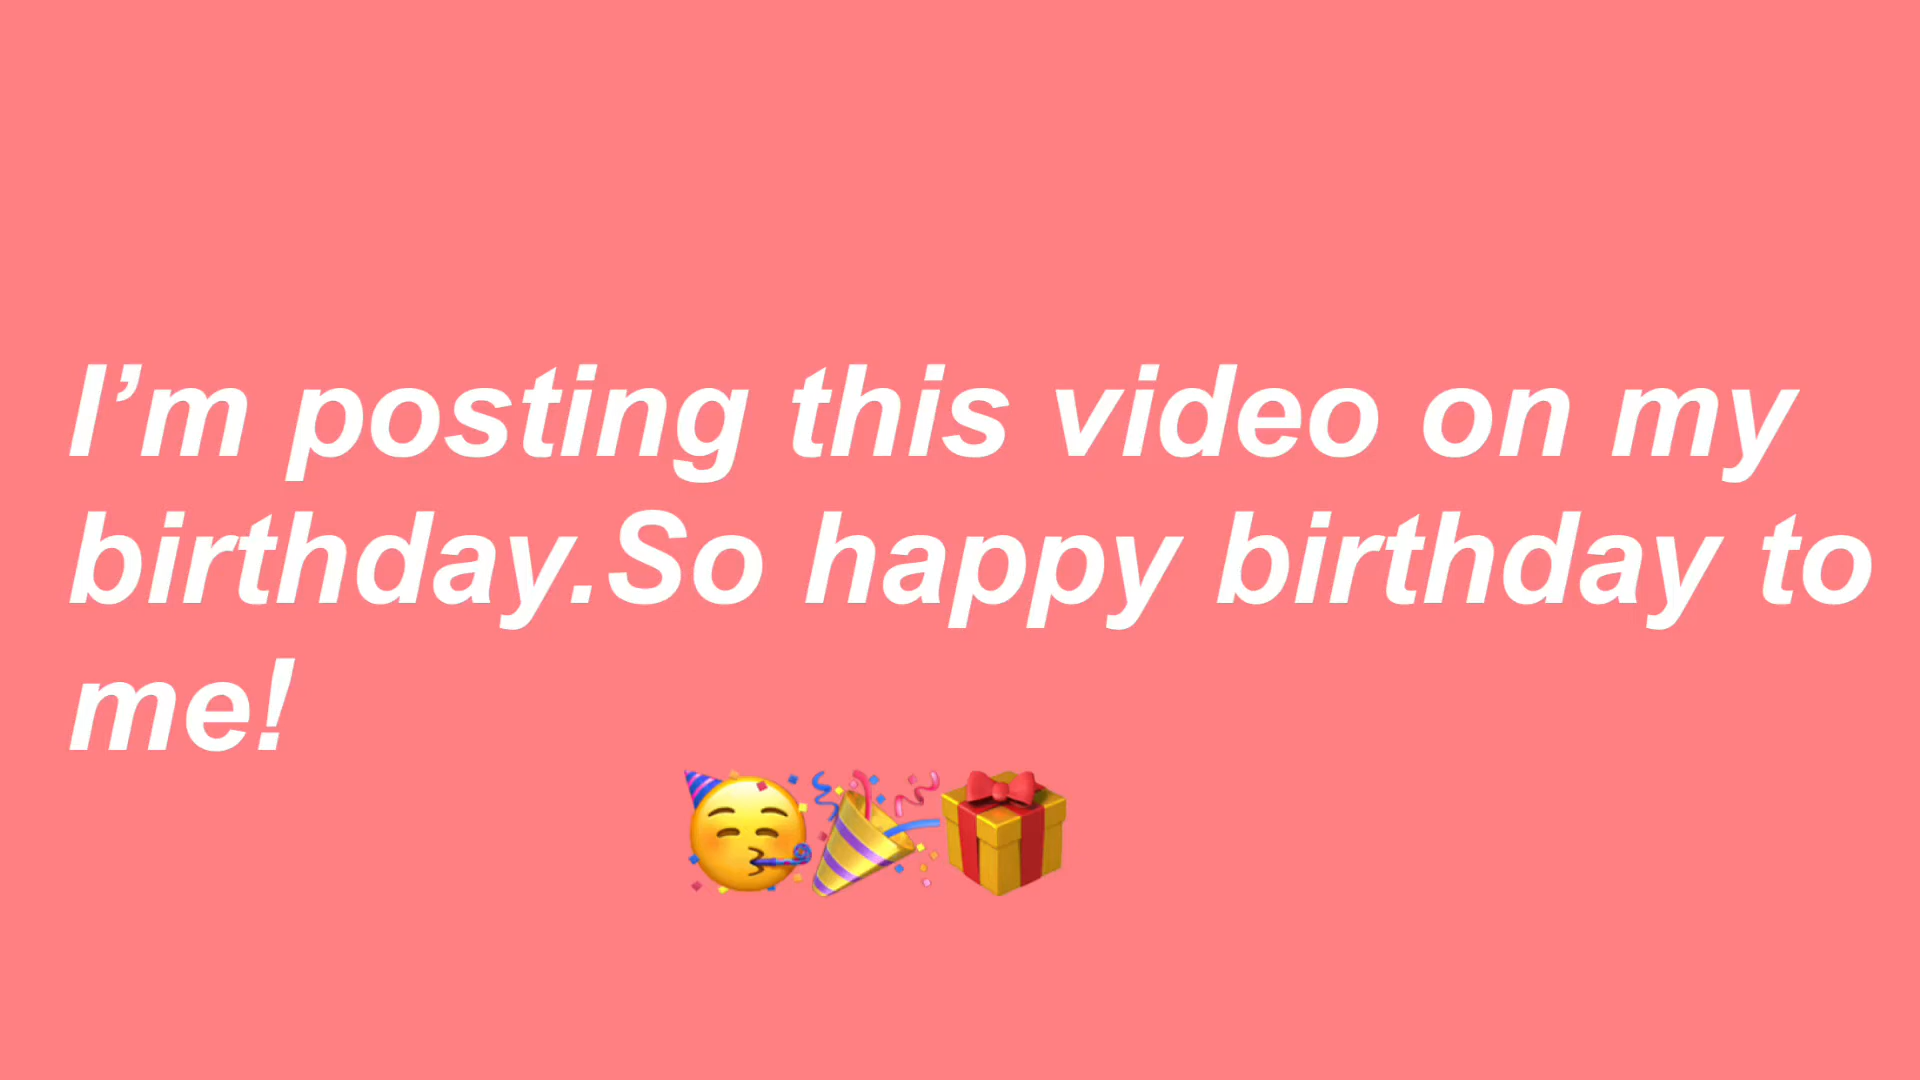 I’m posting this video on my
birthday.So happy birthday to
me!
🥳🎉🎁